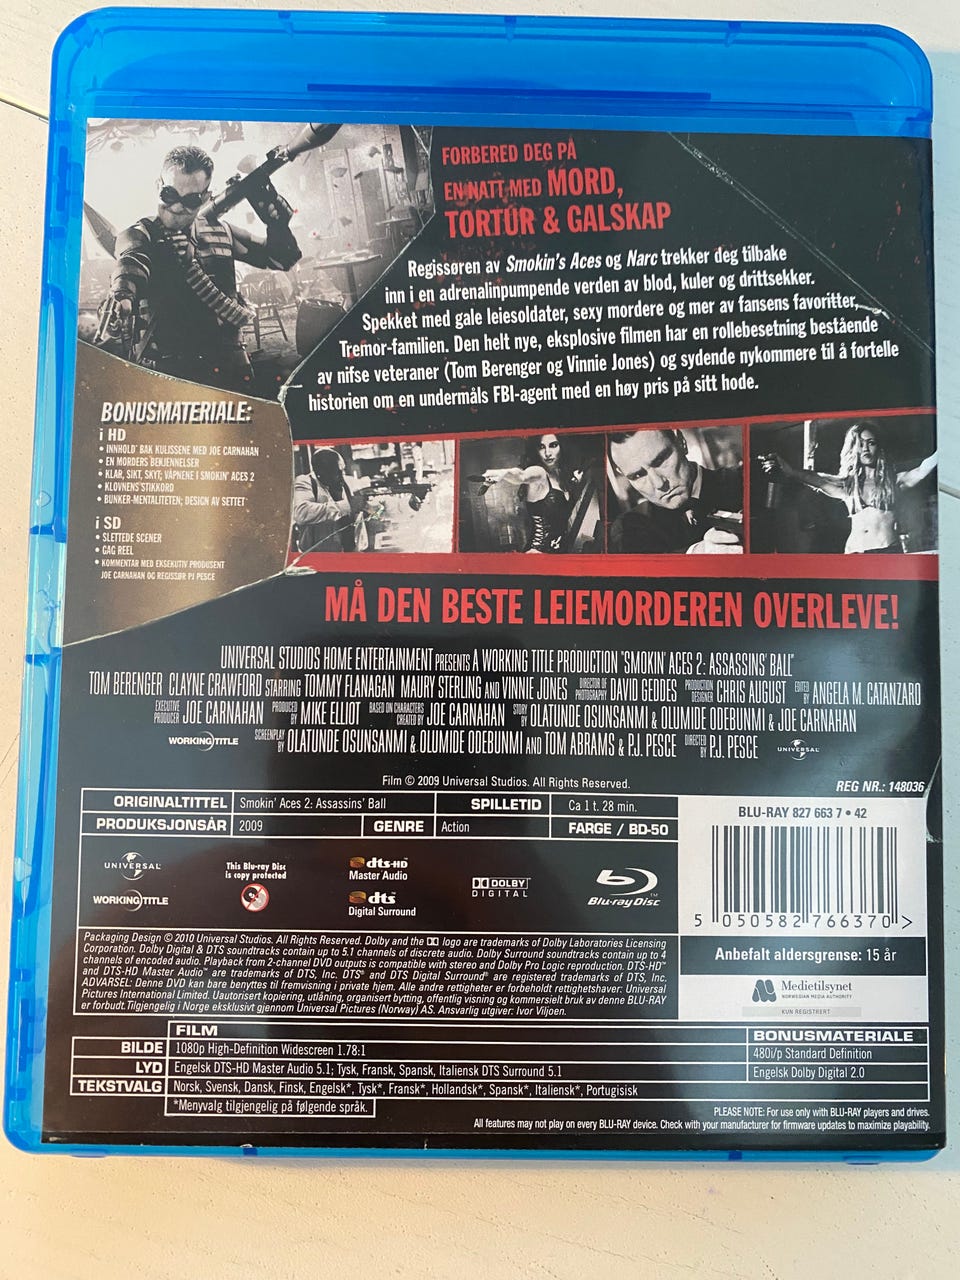 FORBERED DEG PÅ
EN NATT MED MORD,
TORTUR & GALSKAP
Regissøren av Smokin's Aces og Narc trekker deg tilbake
inn i en adrenalinpumpende verden av blod, kuler og drittsekker.
Spekket med gale leiesoldater, sexy mordere og mer av fansens favoritter,
Tremor-familien. Den helt nye, eksplosive filmen har en rollebesetning bestående
av nifse veteraner (Tom Berenger og Vinnie Jones) og sydende nykommere til å fortelle
historien om en undermåls FBI-agent med en høy pris på sitt hode.
BONUSMATERIALE:
i HD
• INNHOLD' BAK KULISSENE MED JOE CARNAHAN
• EN MORDERS BEKJENNELSER
• KLAR, SIKT, SKYT; VÅPNENE I SMOKIN' ACES 2
• KLOVNENS STIKKORD
• BUNKER-MENTALITETEN; DESIGN AV SETTET
i SD
• SLETTEDE SCENER
• GAG REEL
• KOMMENTAR MED EKSEKUTIV PRODUSENT
JOE CARNAHAN OG REGISSØR PJ PESCE
MÅ DEN BESTE LEIEMORDEREN OVERLEVE!
UNIVERSAL STUDIOS HOME ENTERTAINMENT PRESENTS A WORKING TITLE PRODUCTION "SMOKIN' ACES 2: ASSASSINS' BALL"
TOM BERENGER CLAYNE CRAWFORD STARRING TOMMY FLANAGAN MAURY STERLING AND VINNIE JONES DIRECTOR OF PHOTOGRAPHY DAVID GEDDES PRODUCTION DESIGNER CHRIS AUGUST EDITED BY ANGELA M. CATANZARO
EXECUTIVE PRODUCER JOE CARNAHAN PRODUCED BY MIKE ELLIOT BASED ON CHARACTERS CREATED BY JOE CARNAHAN STORY BY OLATUNDE OSUNSANMI & OLUMIDE ODEBUNMI & JOE CARNAHAN
WORKING TITLE SCREENPLAY BY OLATUNDE OSUNSANMI & OLUMIDE ODEBUNMI AND TOM ABRAMS & P.J. PESCE DIRECTED BY P.J. PESCE UNIVERSAL
Film © 2009 Universal Studios. All Rights Reserved.
REG NR.: 148036
ORIGINALTITTEL Smokin' Aces 2: Assassins' Ball SPILLETID Ca 1 t. 28 min.
PRODUKSJONSÅR 2009 GENRE Action FARGE / BD-50
BLU-RAY 827 663 7 • 42
5 050582 766370 >
UNIVERSAL
WORKING TITLE
This Blu-ray Disc
is copy protected
dts-HD
Master Audio
dts
Digital Surround
DOLBY
DIGITAL
Blu-ray Disc
Packaging Design © 2010 Universal Studios. All Rights Reserved. Dolby and the DD logo are trademarks of Dolby Laboratories Licensing
Corporation. Dolby Digital & DTS soundtracks contain up to 5.1 channels of discrete audio. Dolby Surround soundtracks contain up to 4
channels of encoded audio. Playback from 2-channel DVD outputs is compatible with stereo and Dolby Pro Logic reproduction. DTS-HD™
and DTS-HD Master Audio™ are trademarks of DTS, Inc. DTS® and DTS Digital Surround® are registered trademarks of DTS, Inc.
ADVARSEL: Denne DVD kan bare benyttes til fremvisning i private hjem. Alle andre rettigheter er forbeholdt rettighetshaver: Universal
Pictures International Limited. Uautorisert kopiering, utlåning, organisert bytting, offentlig visning og kommersielt bruk av denne BLU-RAY
er forbudt. Tilgjengelig i Norge eksklusivt gjennom Universal Pictures (Norway) AS. Ansvarlig utgiver: Ivor Viljoen.
Anbefalt aldersgrense: 15 år
Medietilsynet
NORWEGIAN MEDIA AUTHORITY
KUN REGISTRERT
FILM BONUSMATERIALE
BILDE 1080p High-Definition Widescreen 1.78:1 480i/p Standard Definition
LYD Engelsk DTS-HD Master Audio 5.1; Tysk, Fransk, Spansk, Italiensk DTS Surround 5.1 Engelsk Dolby Digital 2.0
TEKSTVALG Norsk, Svensk, Dansk, Finsk, Engelsk*, Tysk*, Fransk*, Hollandsk*, Spansk*, Italiensk*, Portugisisk
*Menyvalg tilgjengelig på følgende språk.
PLEASE NOTE: For use only with BLU-RAY players and drives.
All features may not play on every BLU-RAY device. Check with your manufacturer for firmware updates to maximize playability.